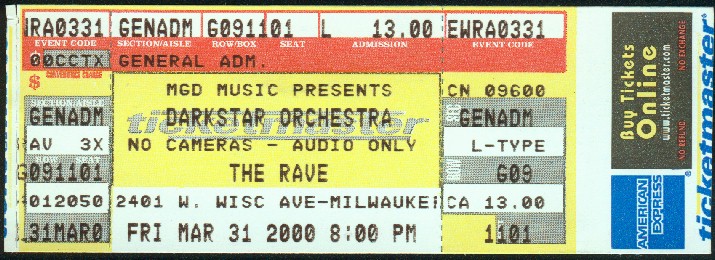 RA0331 GENADM G091101 L 13.00 EWRA0331
EVENT CODE SECTION/AISLE ROW/BOX SEAT ADMISSION EVENT CODE
GENERAL ADM.
$
MGD MUSIC PRESENTS CN 09600
SECTION/AISLE
GENADM DARKSTAR ORCHESTRA GENADM
ticketmaster
AV 3X NO CAMERAS - AUDIO ONLY L-TYPE
ROW SEAT
G091101 THE RAVE G09
012050 2401 W. WISC AVE-MILWAUKE CA 13.00
31MAR0 FRI MAR 31 2000 8:00 PM 1101
Buy Tickets
Online
www.ticketmaster.com
NO REFUND NO EXCHANGE
AMERICAN
EXPRESS